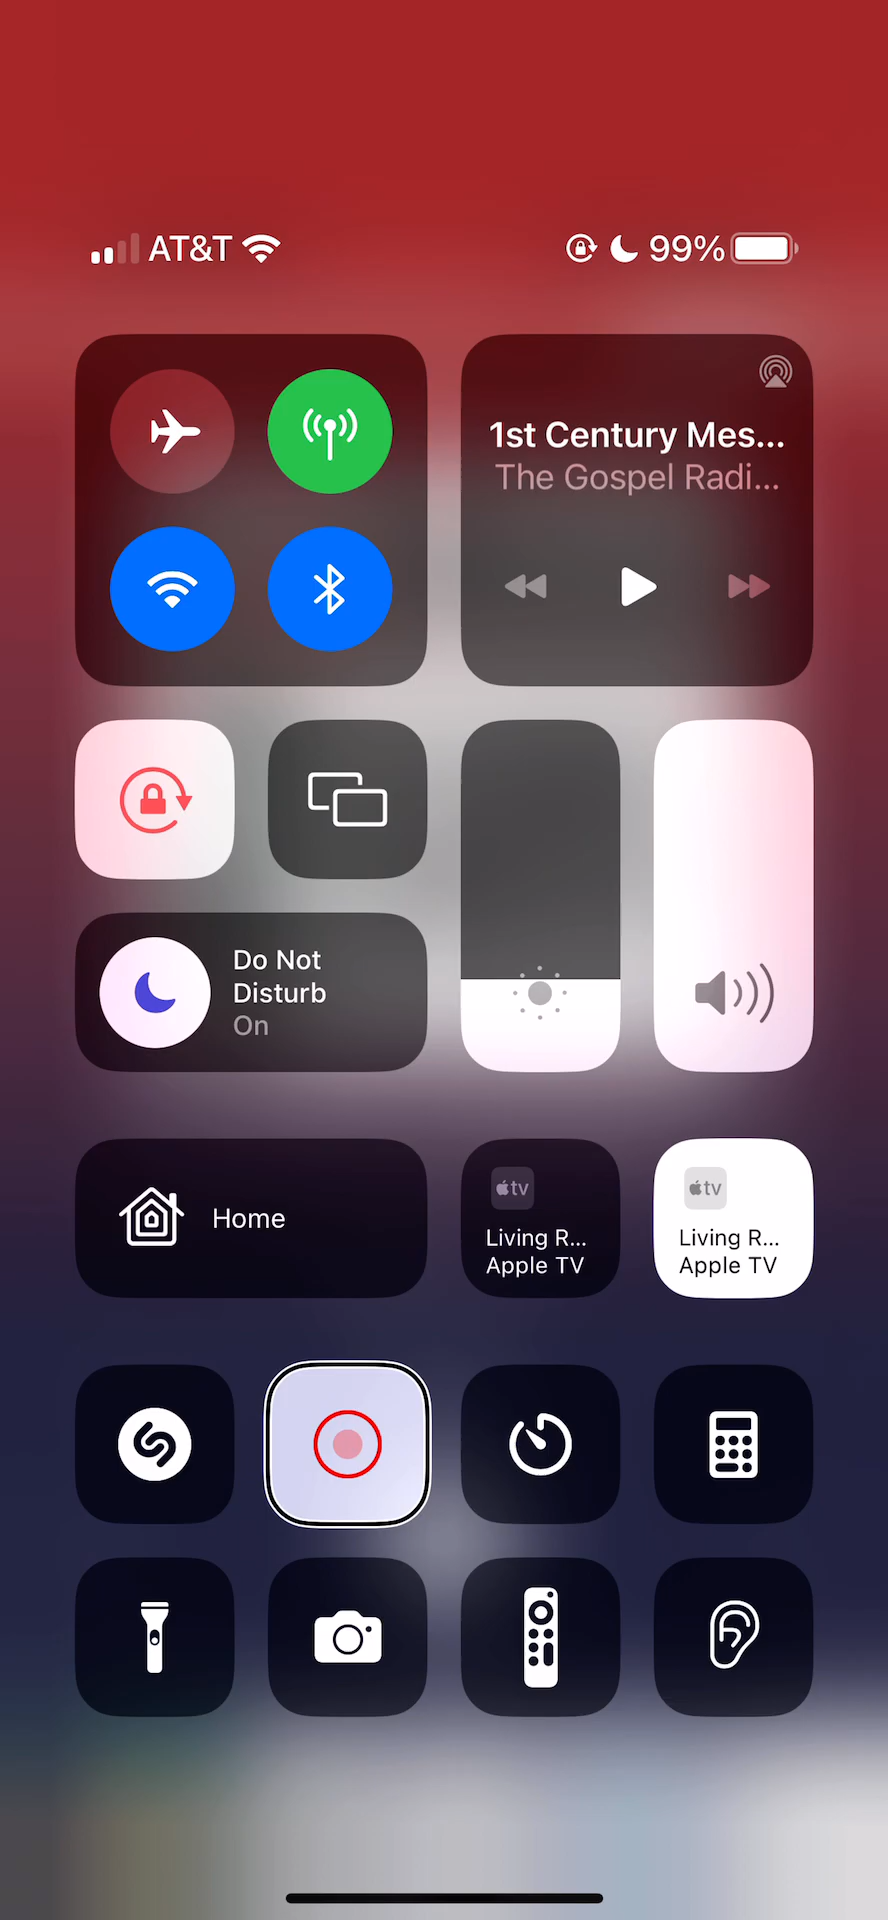 AT&T
99%
1st Century Mes...
The Gospel Radi...
Do Not
Disturb
On
Home
tv
Living R...
Apple TV
tv
Living R...
Apple TV